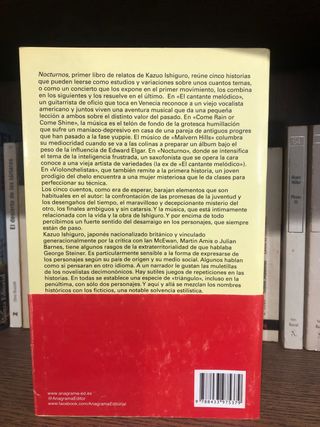 Nocturnos, primer libro de relatos de Kazuo Ishiguro, reúne cinco historias
que pueden leerse como estudios y variaciones sobre unos cuantos temas,
o como un concierto que los expone en el primer movimiento, los combina
en los siguientes y los resuelve en el último. En «El cantante melódico»,
un guitarrista de oficio que toca en Venecia reconoce a un viejo vocalista
americano y juntos viven una aventura musical que da una pequeña
lección a ambos sobre el distinto valor del pasado. En «Come Rain or
Come Shine», la música es el telón de fondo de la grotesca humillación
que sufre un maníaco-depresivo en casa de una pareja de antiguos progres
que han pasado a la fase yuppie. El músico de «Malvern Hills» columbra
su mediocridad cuando se va a las colinas a preparar un álbum bajo el
peso de la influencia de Edward Elgar. En «Nocturno», donde se intensifica
el tema de la inteligencia frustrada, un saxofonista que se opera la cara
conoce a una vieja artista de variedades (la ex de «El cantante melódico»).
En «Violonchelistas», que también remite a la primera historia, un joven
prodigio del chelo encuentra a una mujer misteriosa que le da clases para
perfeccionar su técnica.
Los cinco cuentos, como era de esperar, barajan elementos que son
habituales en el autor: la confrontación de las promesas de la juventud y
los desengaños del tiempo, el maravilloso y decepcionante misterio del
otro, los finales ambiguos y sin catarsis. Y la música, que está íntimamente
relacionada con la vida y la obra de Ishiguro. Y por encima de todo
percibimos un fuerte sentido del desarraigo en los personajes, que siempre
están de paso.
Kazuo Ishiguro, japonés nacionalizado británico y vinculado
generacionalmente por la crítica con Ian McEwan, Martin Amis o Julian
Barnes, tiene algunos rasgos de la extraterritorialidad de que hablaba
George Steiner. Es particularmente sensible a la forma de expresarse de
los personajes según su país de origen y su medio social. Algunos hablan
como si pensaran en otro idioma. A un narrador le gustan las muletillas
de los novelistas decimonónicos. Hay sutiles juegos de repeticiones en las
historias. En todas se establece una especie de «triángulo», incluso en la
penúltima, con sólo dos personajes. Y aquí y allá se mezclan los nombres
históricos con los ficticios, una notable solvencia estilística.
www.anagrama-ed.es
@AnagramaEditor
www.facebook.com/AnagramaEditorial
9 788433 975379